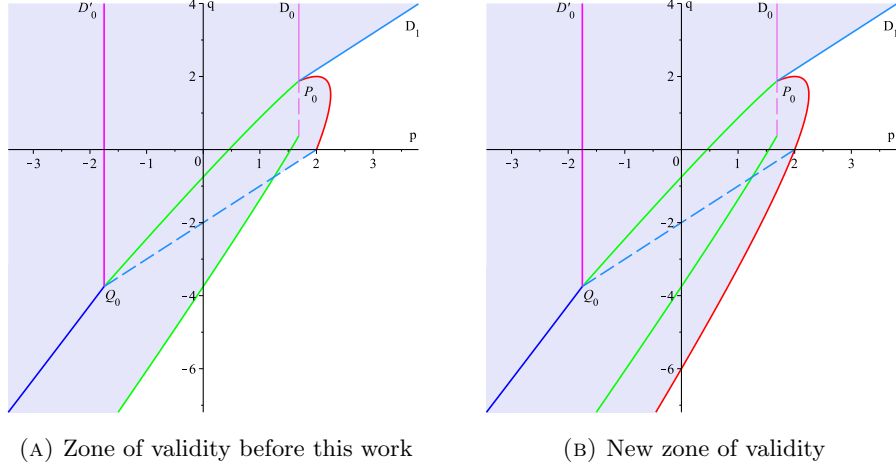 4 q
D′0 D0
D1
2
P0
p
-3 -2 -1 0 1 2 3
-2
Q0
-4
-6
(A) Zone of validity before this work
4 q
D′0 D0
D1
2
P0
p
-3 -2 -1 0 1 2 3
-2
Q0
-4
-6
(B) New zone of validity